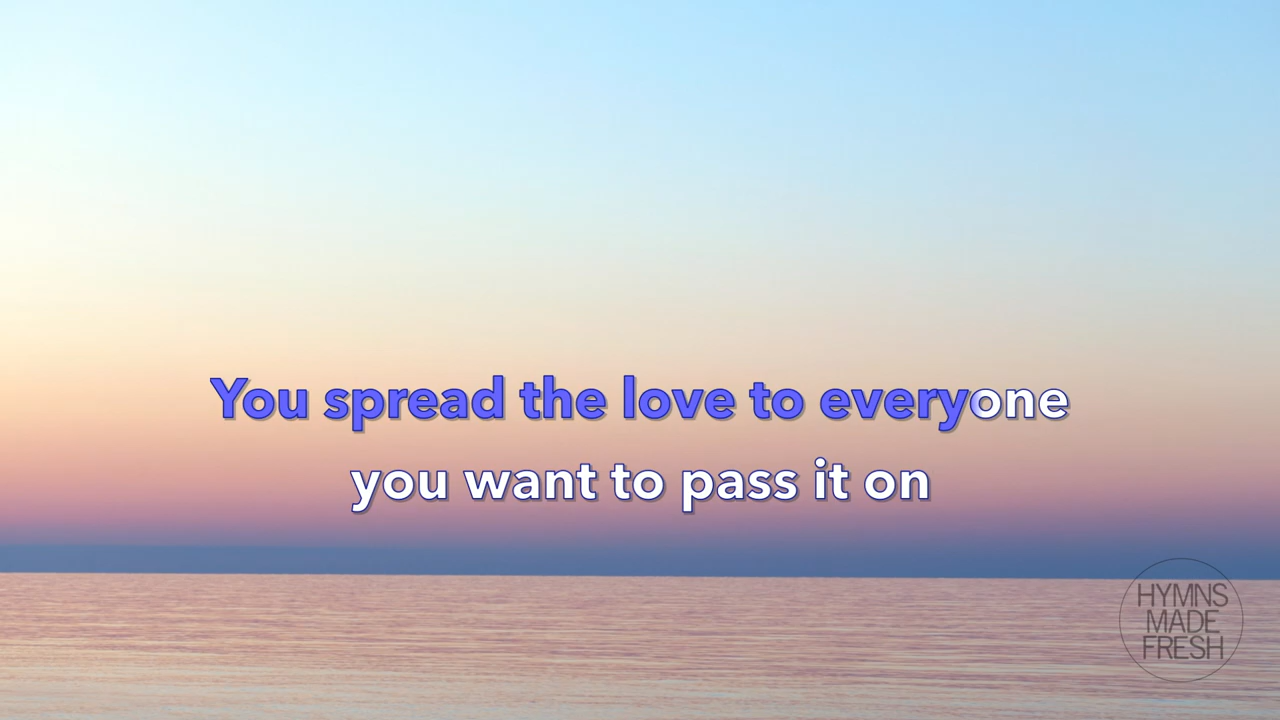 You spread the love to everyone
you want to pass it on
HYMNS
MADE
FRESH